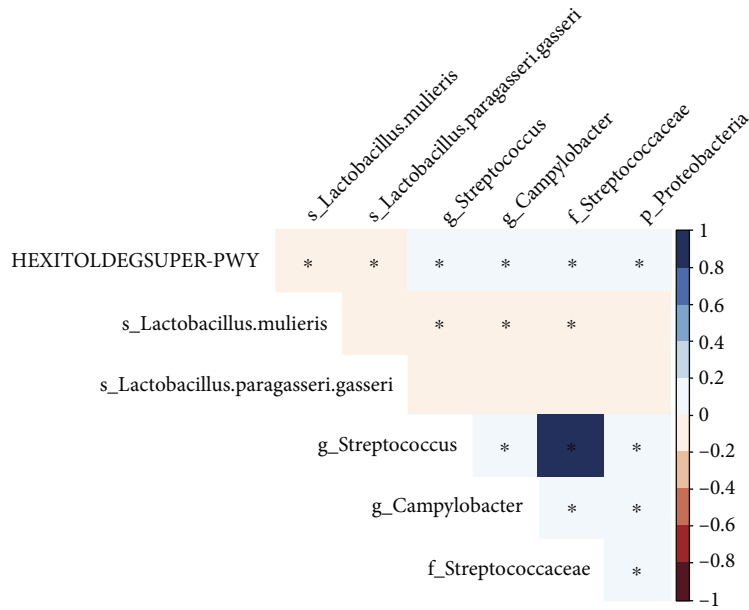 s_Lactobacillus.mulieris
s_Lactobacillus.paragasseri.gasseri
g_Streptococcus
g_Campylobacter
f_Streptococcaceae
p_Proteobacteria
HEXITOLDEGSUPER-PWY * * * * * *
s_Lactobacillus.mulieris * * *
s_Lactobacillus.paragasseri.gasseri
g_Streptococcus * * *
g_Campylobacter * *
f_Streptococcaceae *
1
0.8
0.6
0.4
0.2
0
−0.2
−0.4
−0.6
−0.8
−1